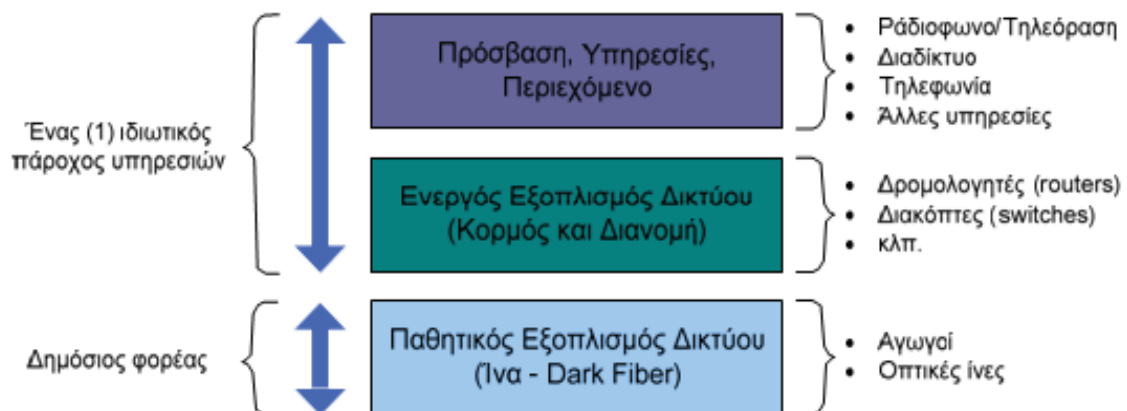 Πρόσβαση, Υπηρεσίες,
Περιεχόμενο
• Ράδιοφωνο/Τηλεόραση
• Διαδίκτυο
• Τηλεφωνία
• Άλλες υπηρεσίες
Ένας (1) ιδιωτικός
πάροχος υπηρεσιών
Ενεργός Εξοπλισμός Δικτύου
(Κορμός και Διανομή)
• Δρομολογητές (routers)
• Διακόπτες (switches)
• κλπ.
Δημόσιος φορέας
Παθητικός Εξοπλισμός Δικτύου
(Ίνα - Dark Fiber)
• Αγωγοί
• Οπτικές ίνες